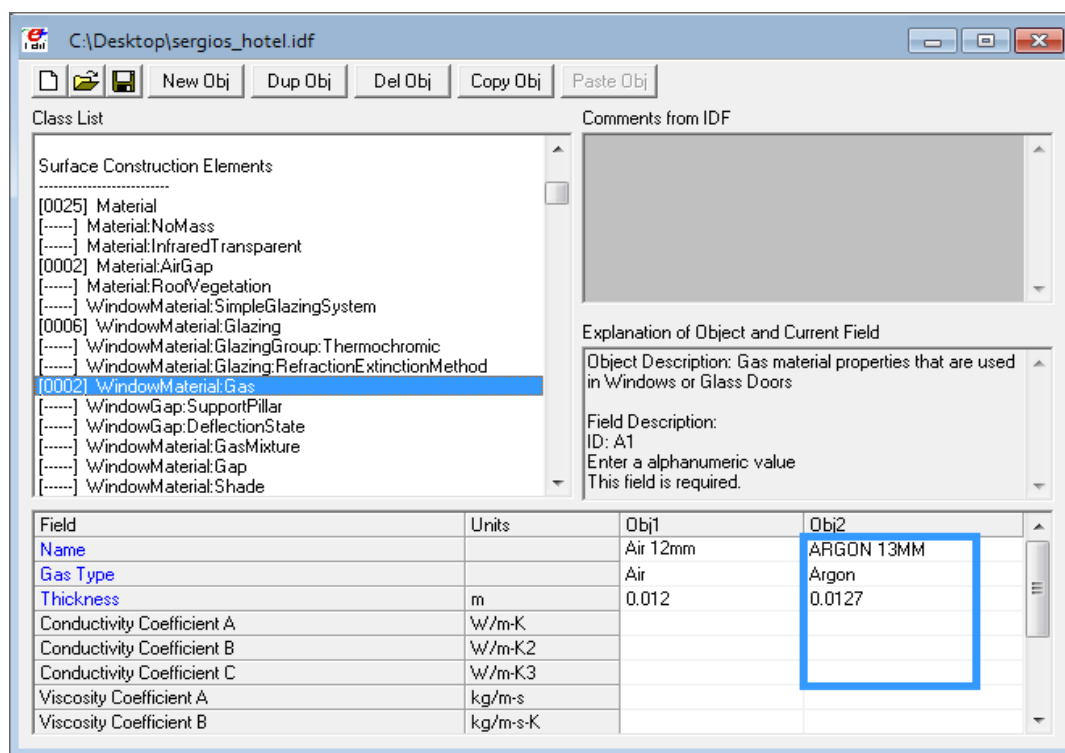 C:\Desktop\sergios_hotel.idf
New Obj Dup Obj Del Obj Copy Obj Paste Obj
Class List
Surface Construction Elements
---------------------------
[0025] Material
[------] Material:NoMass
[------] Material:InfraredTransparent
[0002] Material:AirGap
[------] Material:RoofVegetation
[------] WindowMaterial:SimpleGlazingSystem
[0006] WindowMaterial:Glazing
[------] WindowMaterial:GlazingGroup:Thermochromic
[------] WindowMaterial:Glazing:RefractionExtinctionMethod
[0002] WindowMaterial:Gas
[------] WindowGap:SupportPillar
[------] WindowGap:DeflectionState
[------] WindowMaterial:GasMixture
[------] WindowMaterial:Gap
[------] WindowMaterial:Shade
Comments from IDF
Explanation of Object and Current Field
Object Description: Gas material properties that are used
in Windows or Glass Doors
Field Description:
ID: A1
Enter a alphanumeric value
This field is required.
Field Units Obj1 Obj2
Name Air 12mm ARGON 13MM
Gas Type Air Argon
Thickness m 0.012 0.0127
Conductivity Coefficient A W/m-K
Conductivity Coefficient B W/m-K2
Conductivity Coefficient C W/m-K3
Viscosity Coefficient A kg/m-s
Viscosity Coefficient B kg/m-s-K